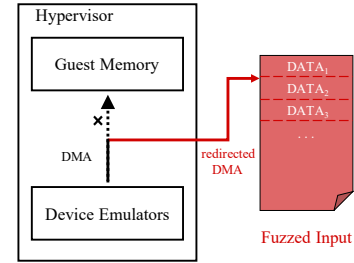 Hypervisor
Guest Memory
×
DMA
Device Emulators
redirected
DMA
DATA1
DATA2
DATA3
...
Fuzzed Input